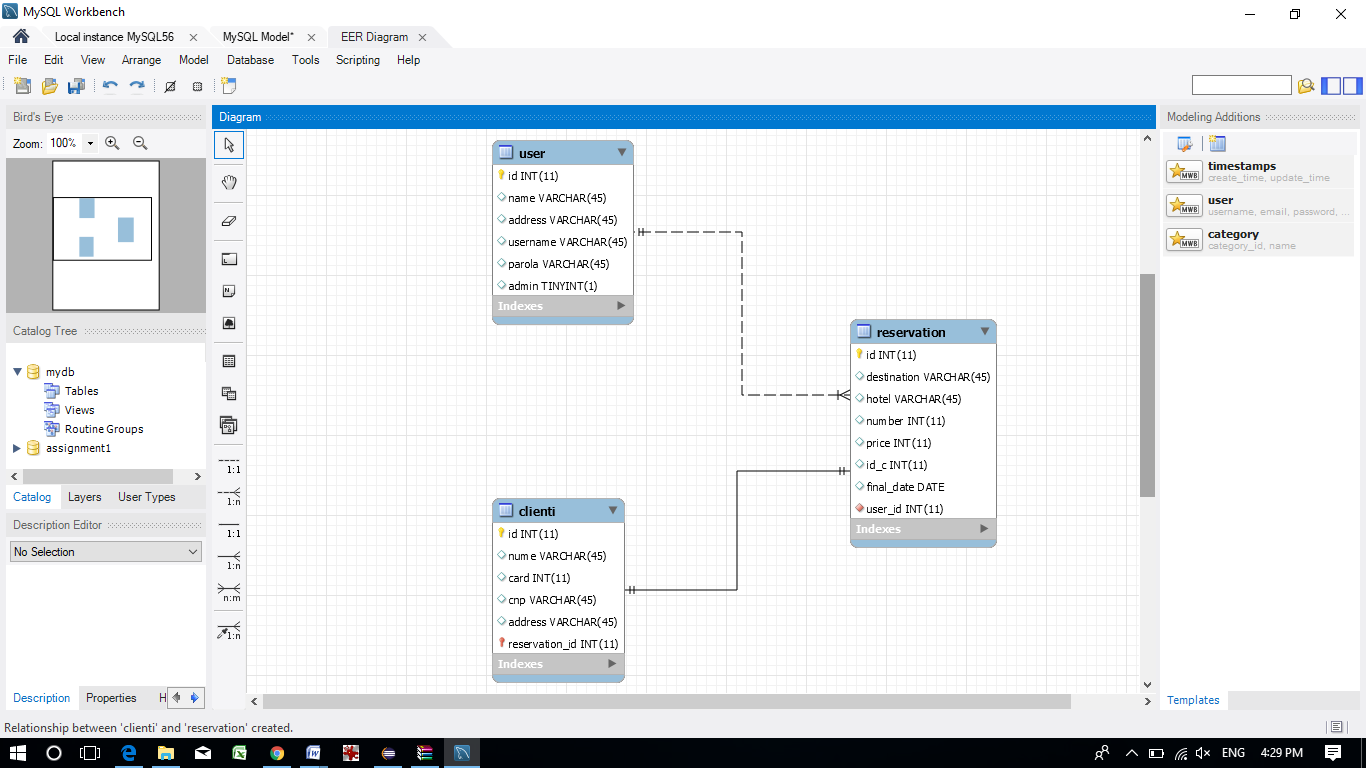 MySQL Workbench
Local instance MySQL56
MySQL Model*
EER Diagram
File Edit View Arrange Model Database Tools Scripting Help
Bird's Eye
Zoom: 100%
Catalog Tree
mydb
Tables
Views
Routine Groups
assignment1
Catalog Layers User Types
Description Editor
No Selection
Description Properties H
Diagram
1:1
1:n
1:1
1:n
n:m
1:n
user
id INT(11)
name VARCHAR(45)
address VARCHAR(45)
username VARCHAR(45)
parola VARCHAR(45)
admin TINYINT(1)
Indexes
reservation
id INT(11)
destination VARCHAR(45)
hotel VARCHAR(45)
number INT(11)
price INT(11)
id_c INT(11)
final_date DATE
user_id INT(11)
Indexes
clienti
id INT(11)
nume VARCHAR(45)
card INT(11)
cnp VARCHAR(45)
address VARCHAR(45)
reservation_id INT(11)
Indexes
Modeling Additions
MWB
timestamps
create_time, update_time
MWB
user
username, email, password, ...
MWB
category
category_id, name
Templates
Relationship between 'clienti' and 'reservation' created.
ENG 4:29 PM